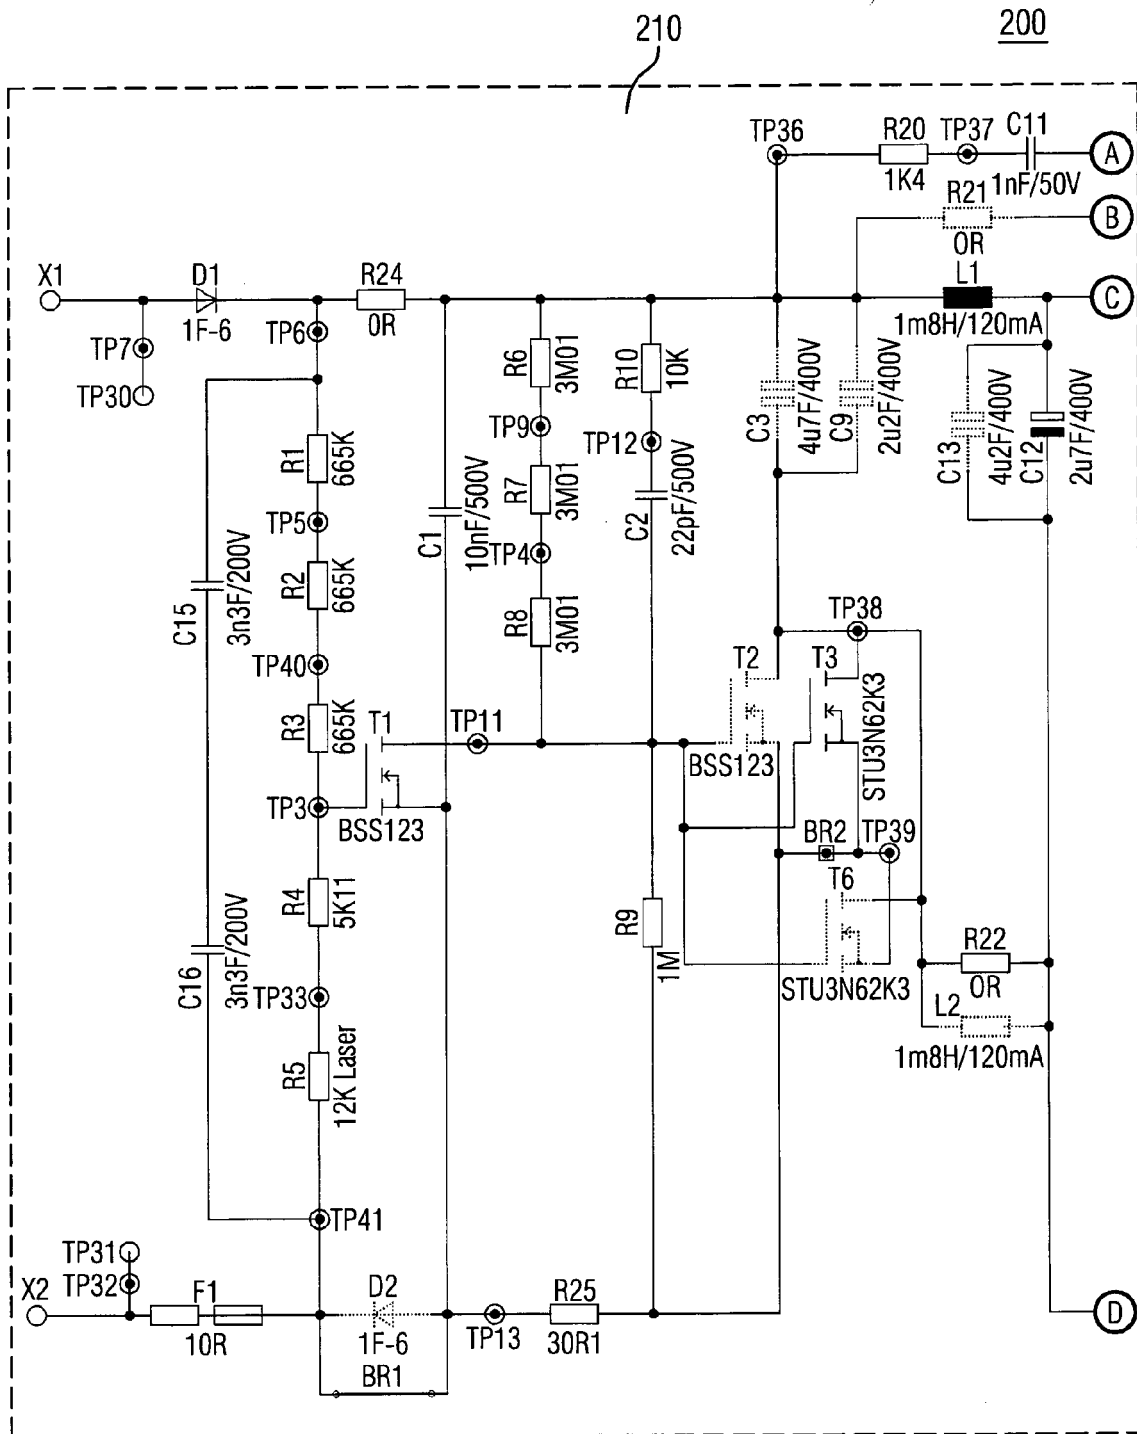 200
210
TP36
R20
1K4
TP37
C11
1nF/50V
A
R21
0R
B
X1
D1
1F-6
R24
0R
L1
1m8H/120mA
C
TP7
TP30
TP6
R6
3M01
R10
10K
C3
4u7F/400V
C9
2u2F/400V
C13
4u2F/400V
C12
2u7F/400V
TP9
TP12
R1
665K
C1
10nF/500V
R7
3M01
C2
22pF/500V
TP5
TP4
C15
3n3F/200V
R2
665K
R8
3M01
TP40
TP38
T2
BSS123
T3
STU3N62K3
R3
665K
T1
BSS123
TP11
TP3
BR2
TP39
T6
STU3N62K3
R4
5K11
R9
1M
C16
3n3F/200V
TP33
R22
0R
L2
1m8H/120mA
R5
12K Laser
TP41
TP31
TP32
X2
F1
10R
D2
1F-6
BR1
TP13
R25
30R1
D